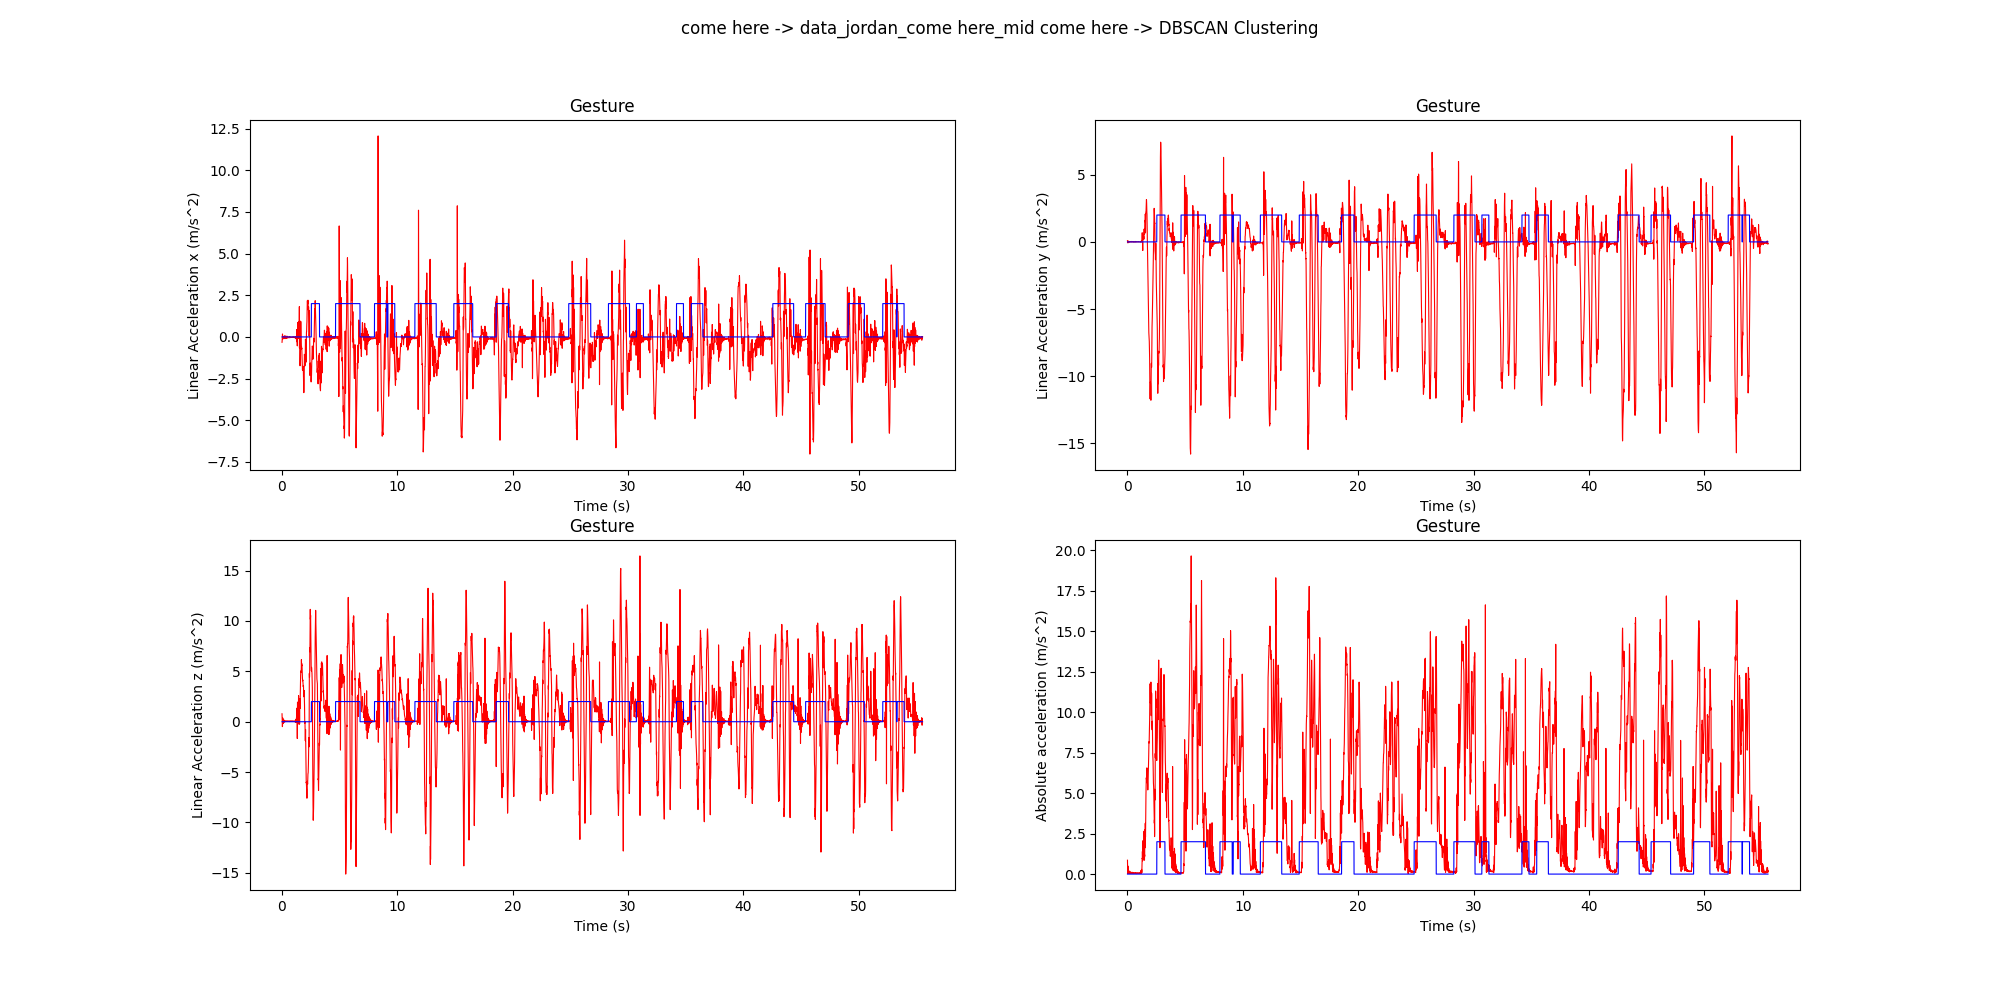 come here -> data_jordan_come here_mid come here -> DBSCAN Clustering
Gesture
12.5
10.0
7.5
5.0
2.5
0.0
−2.5
−5.0
−7.5
Linear Acceleration x (m/s^2)
0 10 20 30 40 50
Time (s)
Gesture
5
0
−5
−10
−15
Linear Acceleration y (m/s^2)
0 10 20 30 40 50
Time (s)
Gesture
15
10
5
0
−5
−10
−15
Linear Acceleration z (m/s^2)
0 10 20 30 40 50
Time (s)
Gesture
20.0
17.5
15.0
12.5
10.0
7.5
5.0
2.5
0.0
Absolute acceleration (m/s^2)
0 10 20 30 40 50
Time (s)